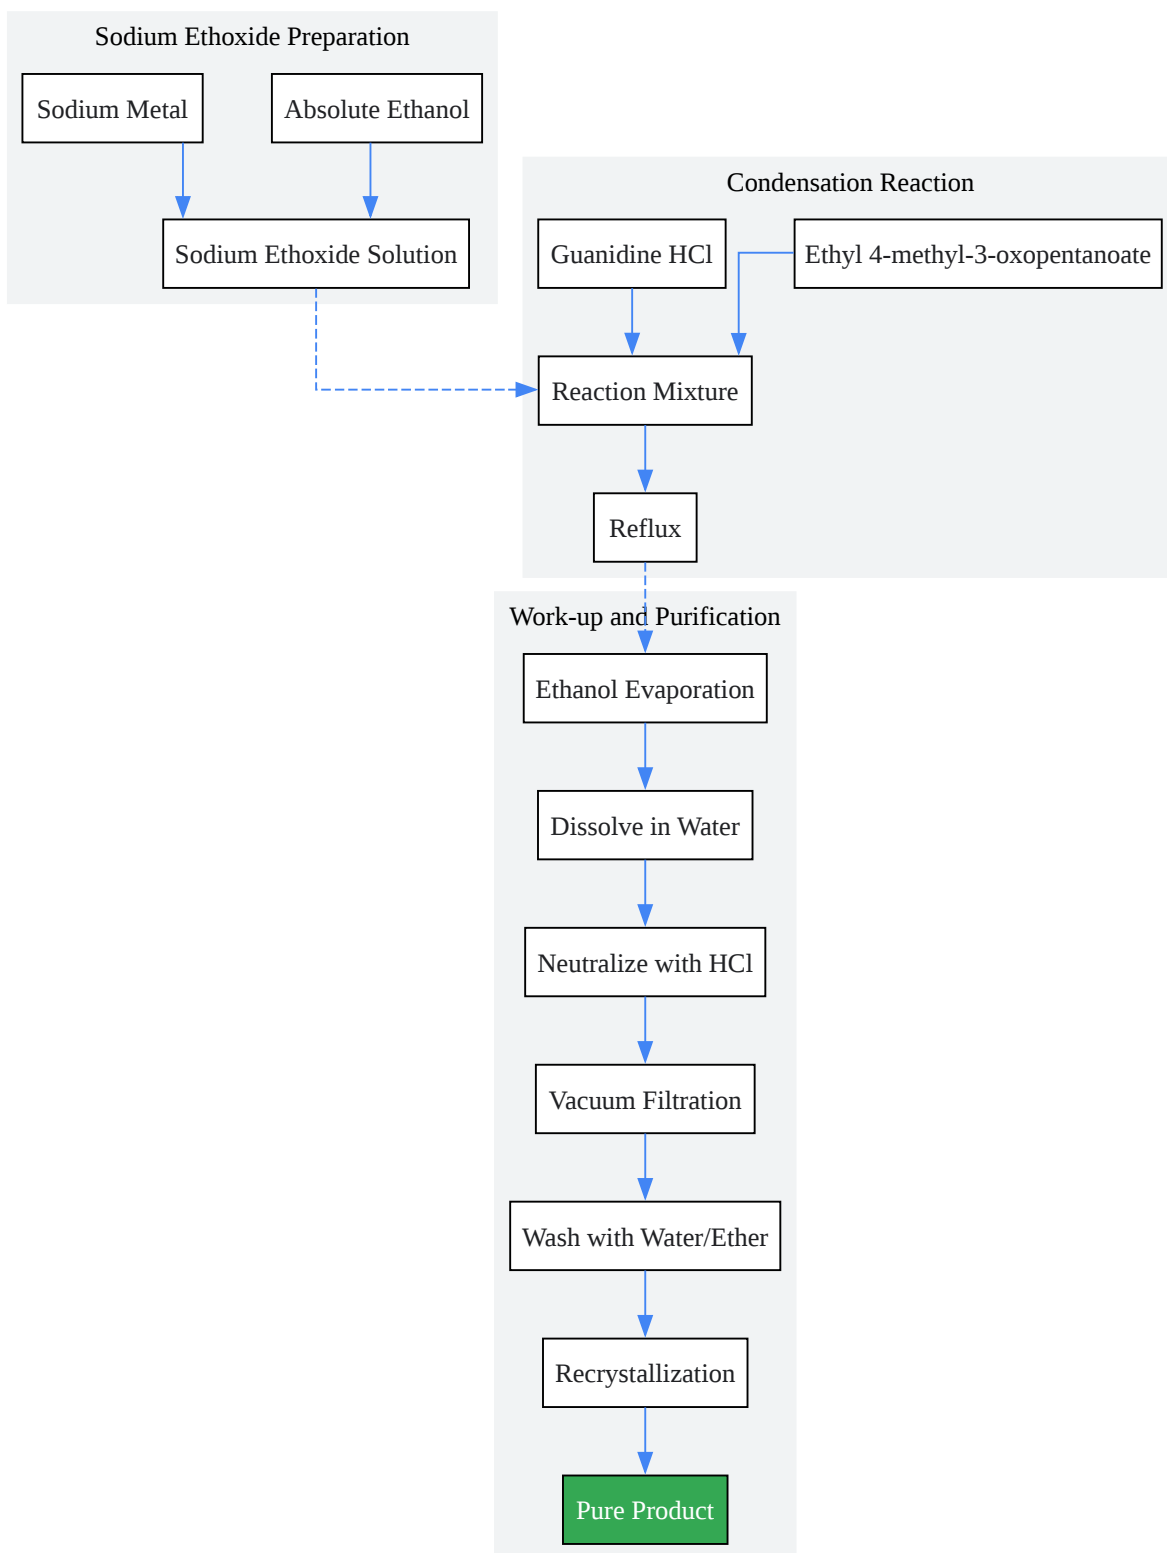 Sodium Ethoxide Preparation
Sodium Metal
Absolute Ethanol
Sodium Ethoxide Solution
Condensation Reaction
Guanidine HCl
Ethyl 4-methyl-3-oxopentanoate
Reaction Mixture
Reflux
Work-up and Purification
Ethanol Evaporation
Dissolve in Water
Neutralize with HCl
Vacuum Filtration
Wash with Water/Ether
Recrystallization
Pure Product